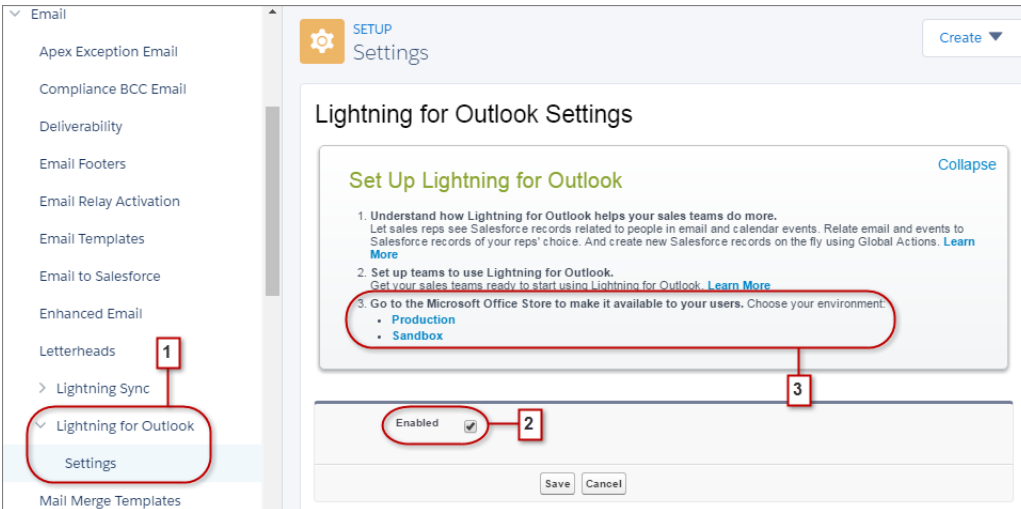 Email
Apex Exception Email
Compliance BCC Email
Deliverability
Email Footers
Email Relay Activation
Email Templates
Email to Salesforce
Enhanced Email
Letterheads
1
Lightning Sync
Lightning for Outlook
Settings
Mail Merge Templates
SETUP
Settings
Create
Lightning for Outlook Settings
Collapse
Set Up Lightning for Outlook
1. Understand how Lightning for Outlook helps your sales teams do more.
Let sales reps see Salesforce records related to people in email and calendar events. Relate email and events to
Salesforce records of your reps' choice. And create new Salesforce records on the fly using Global Actions. Learn
More
2. Set up teams to use Lightning for Outlook.
Get your sales teams ready to start using Lightning for Outlook. Learn More
3. Go to the Microsoft Office Store to make it available to your users. Choose your environment:
• Production
• Sandbox
3
Enabled
2
Save Cancel